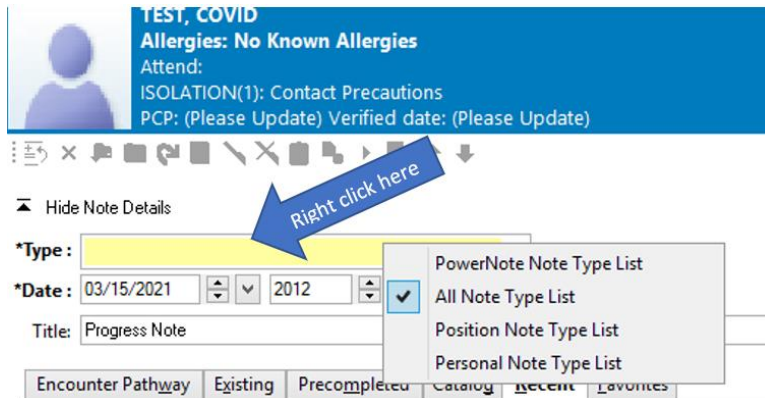 TEST, COVID
Allergies: No Known Allergies
Attend:
ISOLATION(1): Contact Precautions
PCP: (Please Update) Verified date: (Please Update)
Hide Note Details
Right click here
*Type :
PowerNote Note Type List
*Date : 03/15/2021 2012
All Note Type List
Position Note Type List
Title: Progress Note
Personal Note Type List
Encounter Pathway Existing Precompleted Catalog Recent Favorites